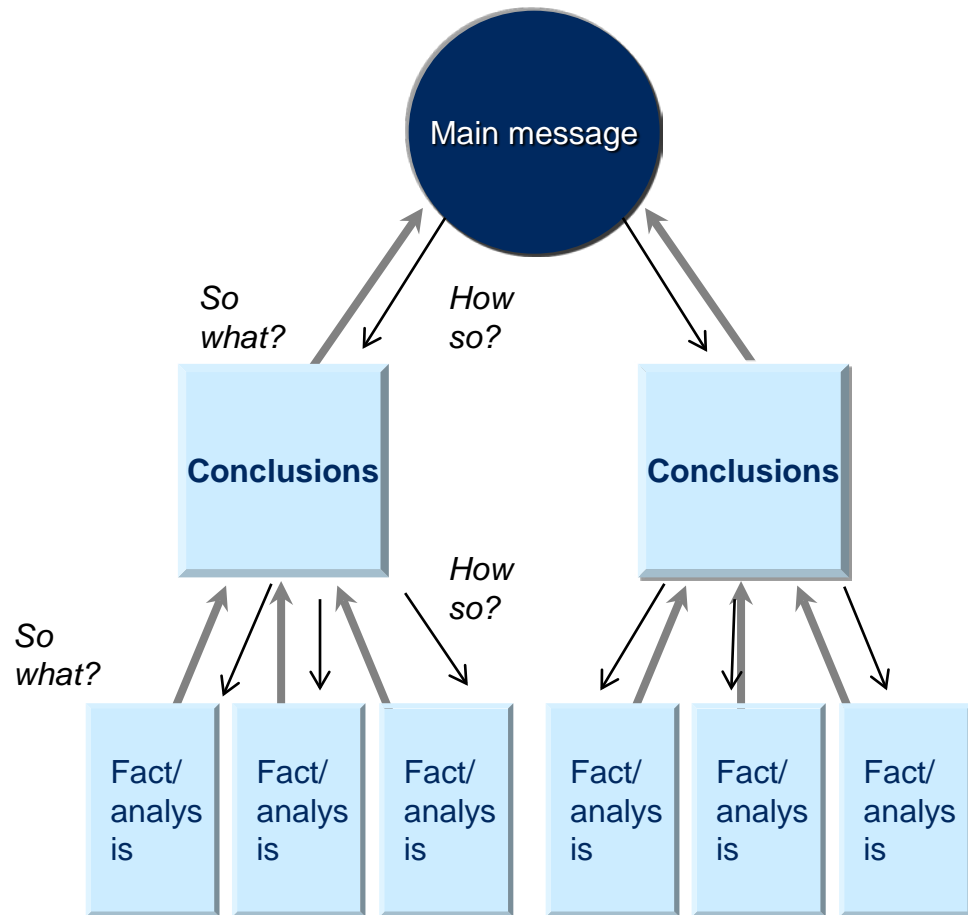 Main message
So
what?
How
so?
Conclusions
Conclusions
How
so?
So
what?
Fact/
analys
is
Fact/
analys
is
Fact/
analys
is
Fact/
analys
is
Fact/
analys
is
Fact/
analys
is